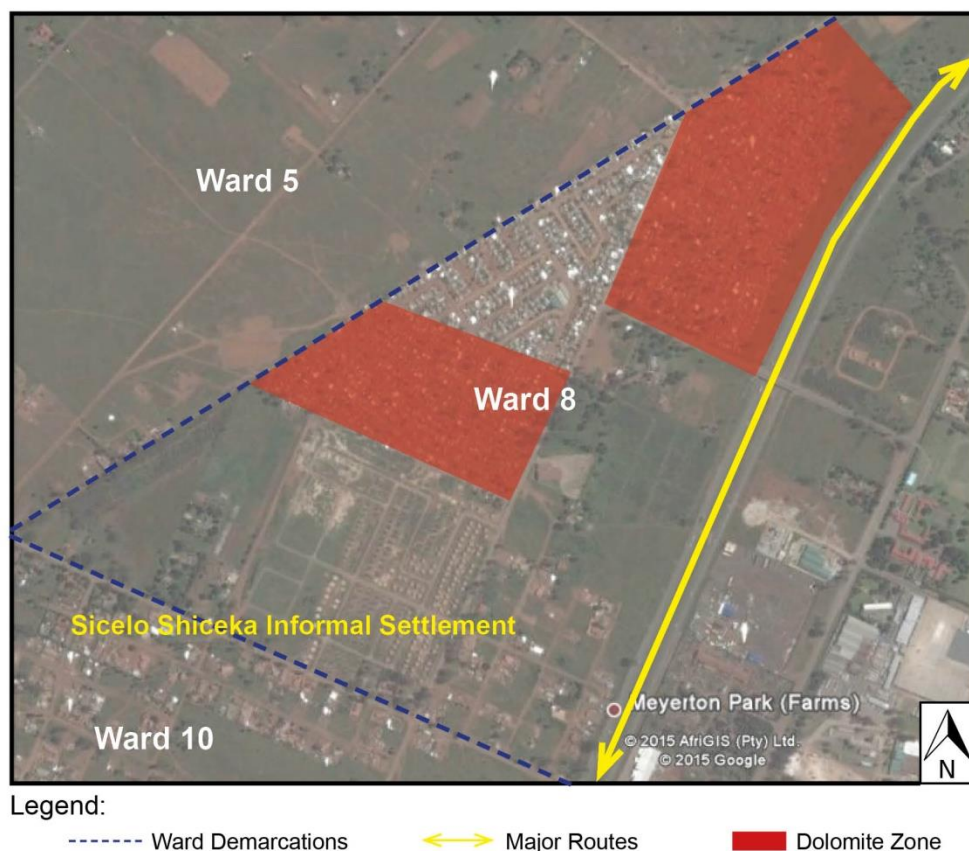 Ward 5
Ward 8
Sicelo Shiceka Informal Settlement
Ward 10
Meyerton Park (Farms)
© 2015 AfriGIS (Pty) Ltd.
© 2015 Google
N
Legend:
Ward Demarcations
Major Routes
Dolomite Zone